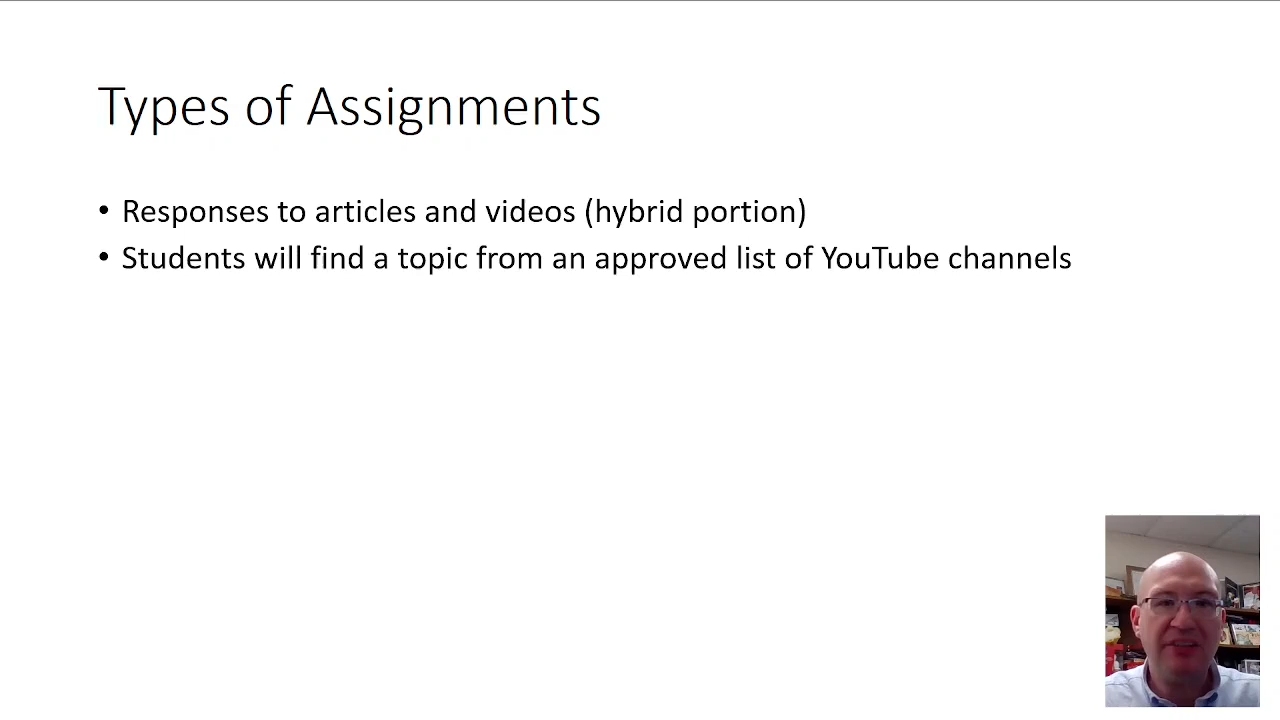 Types of Assignments
• Responses to articles and videos (hybrid portion)
• Students will find a topic from an approved list of YouTube channels